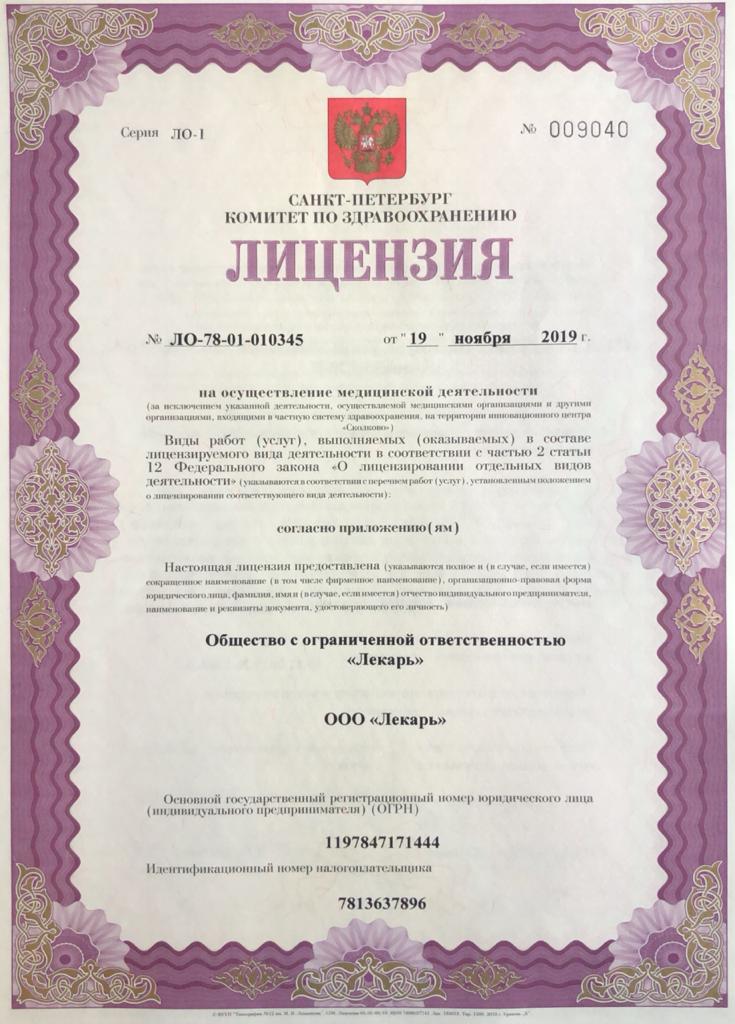 Серия ЛО-1
№ 009040
САНКТ-ПЕТЕРБУРГ
КОМИТЕТ ПО ЗДРАВООХРАНЕНИЮ
ЛИЦЕНЗИЯ
№ ЛО-78-01-010345 от "19" ноября 2019 г.
на осуществление медицинской деятельности
(за исключением указанной деятельности, осуществляемой медицинскими организациями и другими
организациями, входящими в частную систему здравоохранения, на территории инновационного центра
«Сколково»)
Виды работ (услуг), выполняемых (оказываемых) в составе
лицензируемого вида деятельности в соответствии с частью 2 статьи
12 Федерального закона «О лицензировании отдельных видов
деятельности» (указываются в соответствии с перечнем работ (услуг), установленным положением
о лицензировании соответствующего вида деятельности):
согласно приложению(ям)
Настоящая лицензия предоставлена (указываются полное и (в случае, если имеется)
сокращенное наименование (в том числе фирменное наименование), организационно-правовая форма
юридического лица, фамилия, имя и (в случае, если имеется) отчество индивидуального предпринимателя,
наименование и реквизиты документа, удостоверяющего его личность)
Общество с ограниченной ответственностью
«Лекарь»
ООО «Лекарь»
Основной государственный регистрационный номер юридического лица
(индивидуального предпринимателя) (ОГРН)
1197847171444
Идентификационный номер налогоплательщика
7813637896